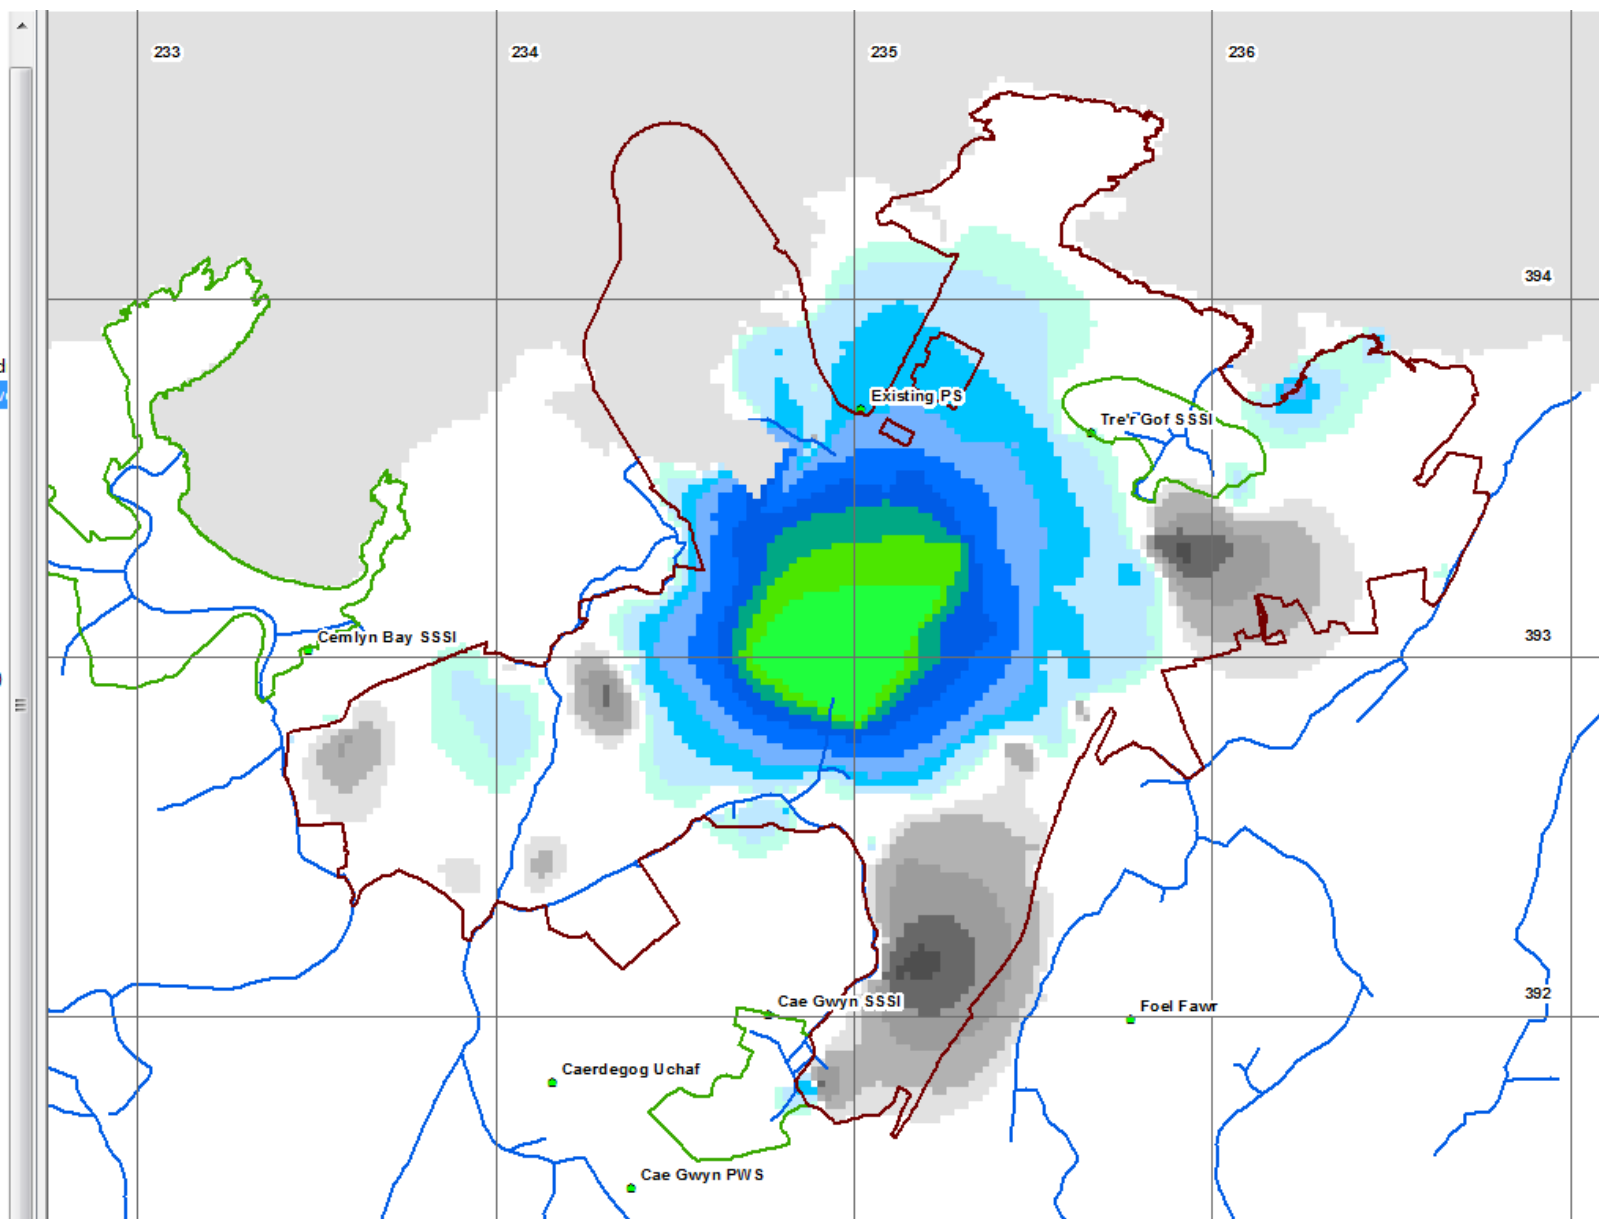 233
234
235
236
394
Existing PS
Tre'r Gof SSSI
Cemlyn Bay SSSI
393
392
Cae Gwyn SSSI
Foel Fawr
Caerdegog Uchaf
Cae Gwyn PWS